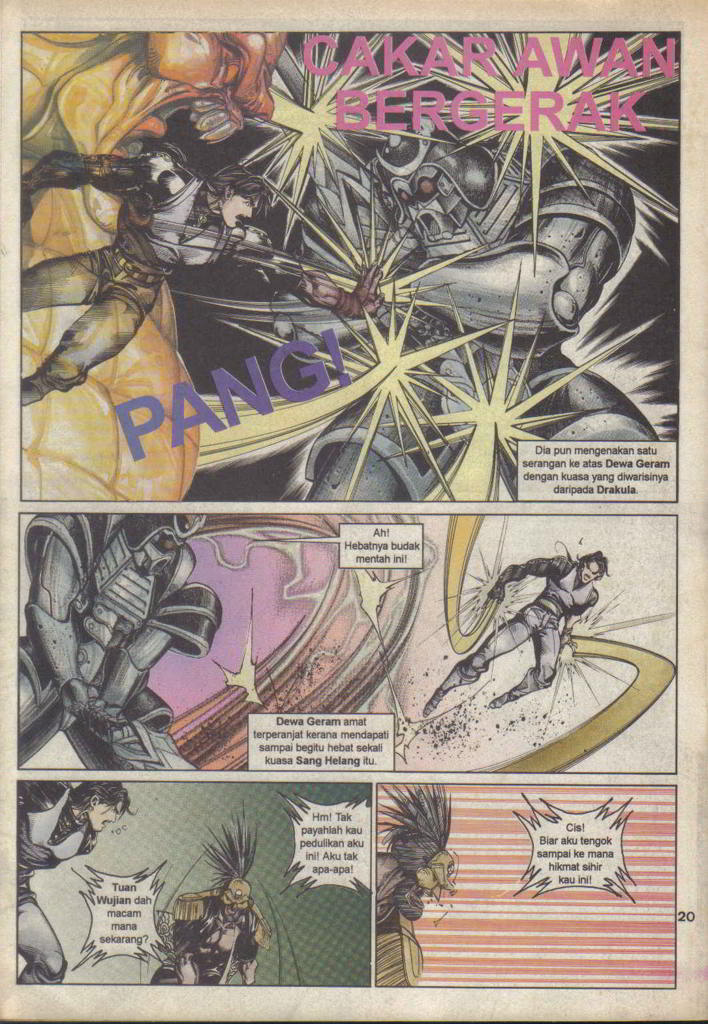 CAKAR AWAN
BERGERAK
PANG!
Dia pun mengenakan satu
serangan ke atas Dewa Geram
dengan kuasa yang diwarisinya
daripada Drakula.
Ah!
Hebatnya budak
mentah ini!
Dewa Geram amat
terperanjat kerana mendapati
sampai begitu hebat sekali
kuasa Sang Helang itu.
Tuan
Wujian dah
macam
mana
sekarang?
Hm! Tak
payahlah kau
pedulikan aku
ini! Aku tak
apa-apa!
Cis!
Biar aku tengok
sampai ke mana
hikmat sihir
kau ini!
20